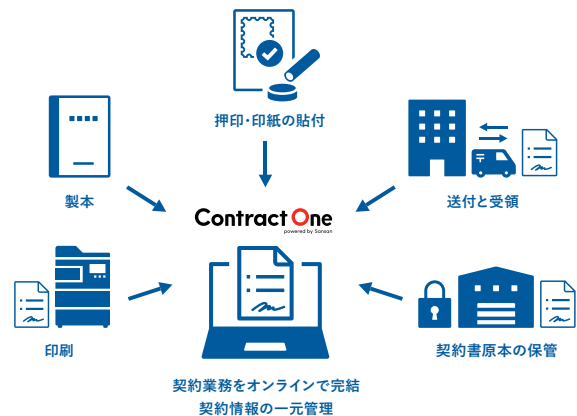 押印・印紙の貼付
製本
送付と受領
Contract One
powered by Sansan
印刷
契約書原本の保管
契約業務をオンラインで完結
契約情報の一元管理